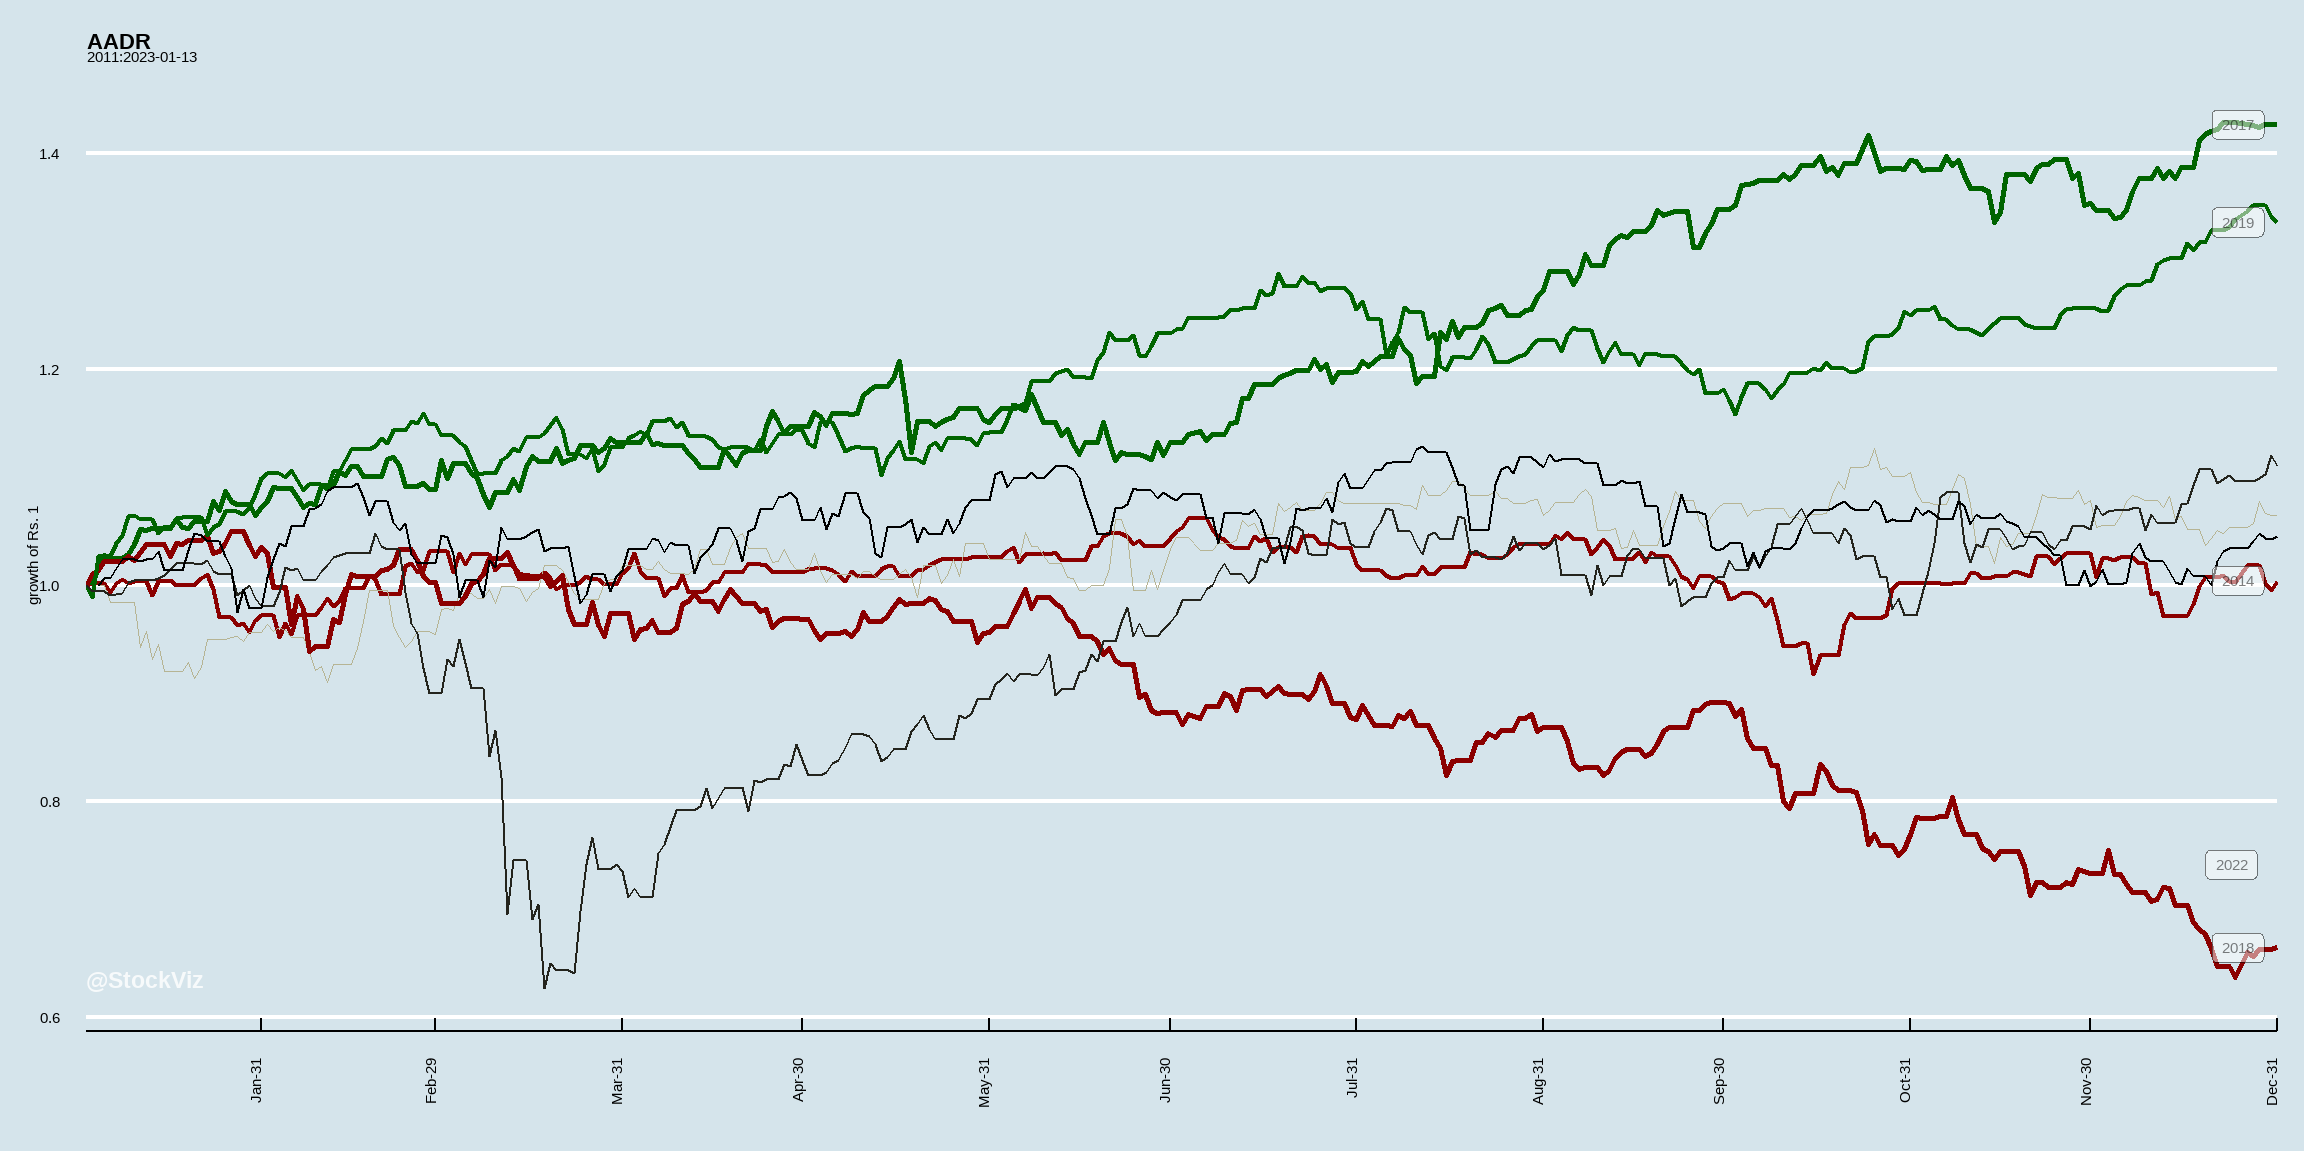 AADR
2011:2023-01-13
growth of Rs. 1
1.4
1.2
1.0
0.8
0.6
2017
2019
2014
2022
2018
@StockViz
Jan-31
Feb-29
Mar-31
Apr-30
May-31
Jun-30
Jul-31
Aug-31
Sep-30
Oct-31
Nov-30
Dec-31